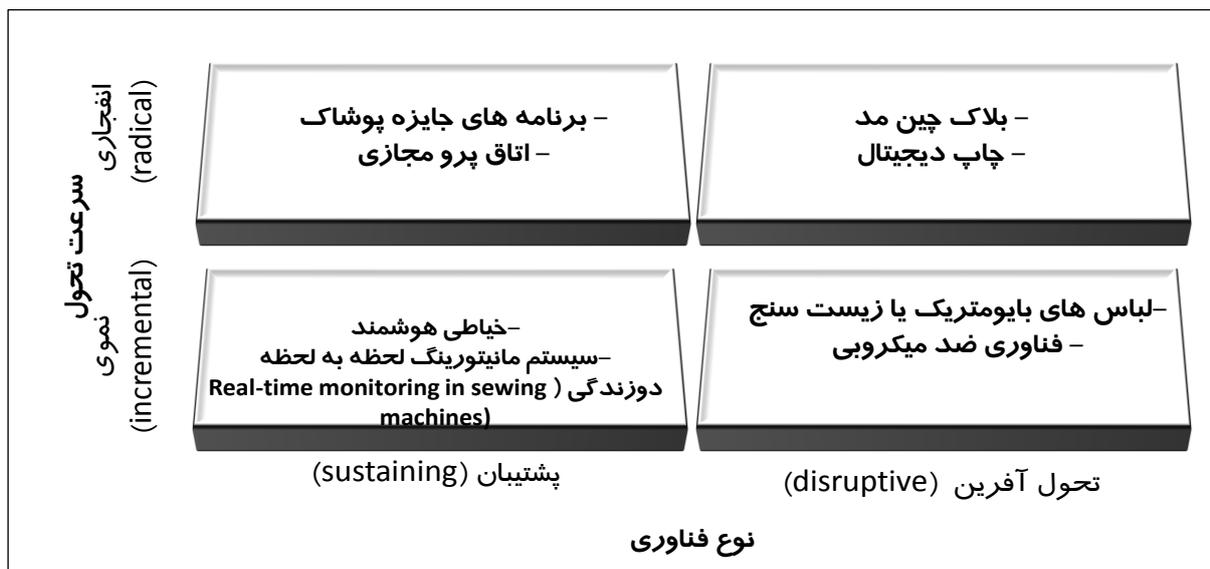 سرعت تحول
انفجاری
(radical)
نموی
(incremental)
– بلاک چین مد
– چاپ دیجیتال
– برنامه های جایزه پوشاک
– اتاق پرو مجازی
–لباس های بایومتریک یا زیست سنج
– فناوری ضد میکروبی
–خیاطی هوشمند
–سیستم مانیتورینگ لحظه به لحظه
دوزندگی ( Real-time monitoring in sewing
machines)
تحول آفرین (disruptive)
پشتیبان (sustaining)
نوع فناوری